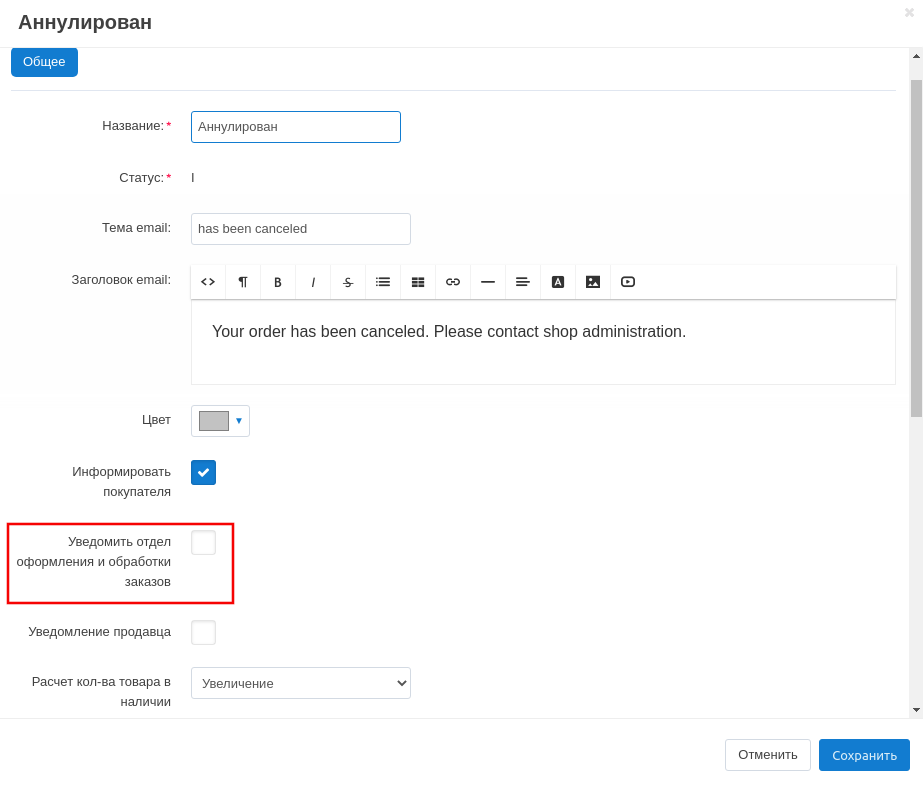 Аннулирован
Общее
Название:*
Аннулирован
Статус:*
I
Тема email:
has been canceled
Заголовок email:
Your order has been canceled. Please contact shop administration.
Цвет
Информировать
покупателя
Уведомить отдел
оформления и обработки
заказов
Уведомление продавца
Расчет кол-ва товара в
наличии
Увеличение
Отменить
Сохранить